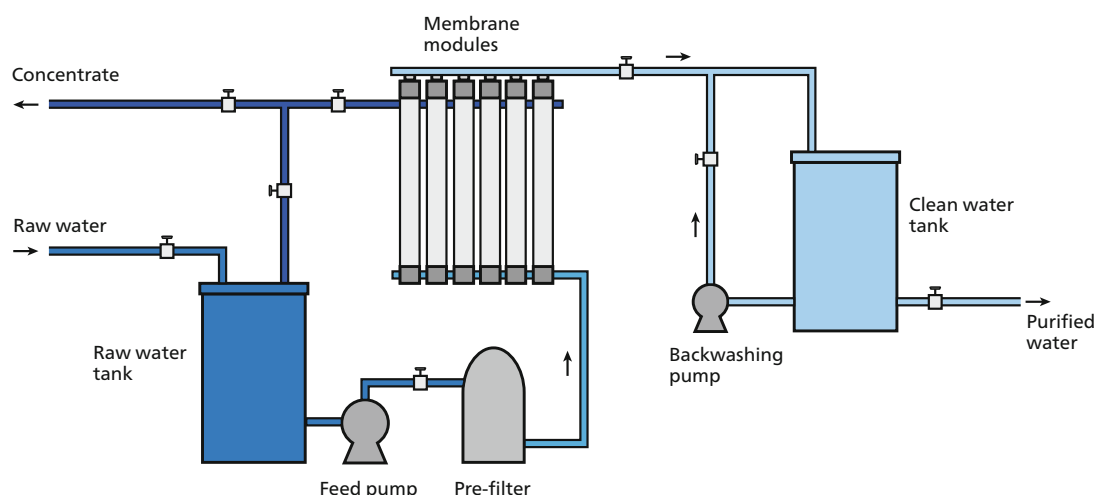 Membrane
modules
Concentrate
Raw water
Clean water
tank
Purified
water
Raw water
tank
Backwashing
pump
Feed pump
Pre-filter